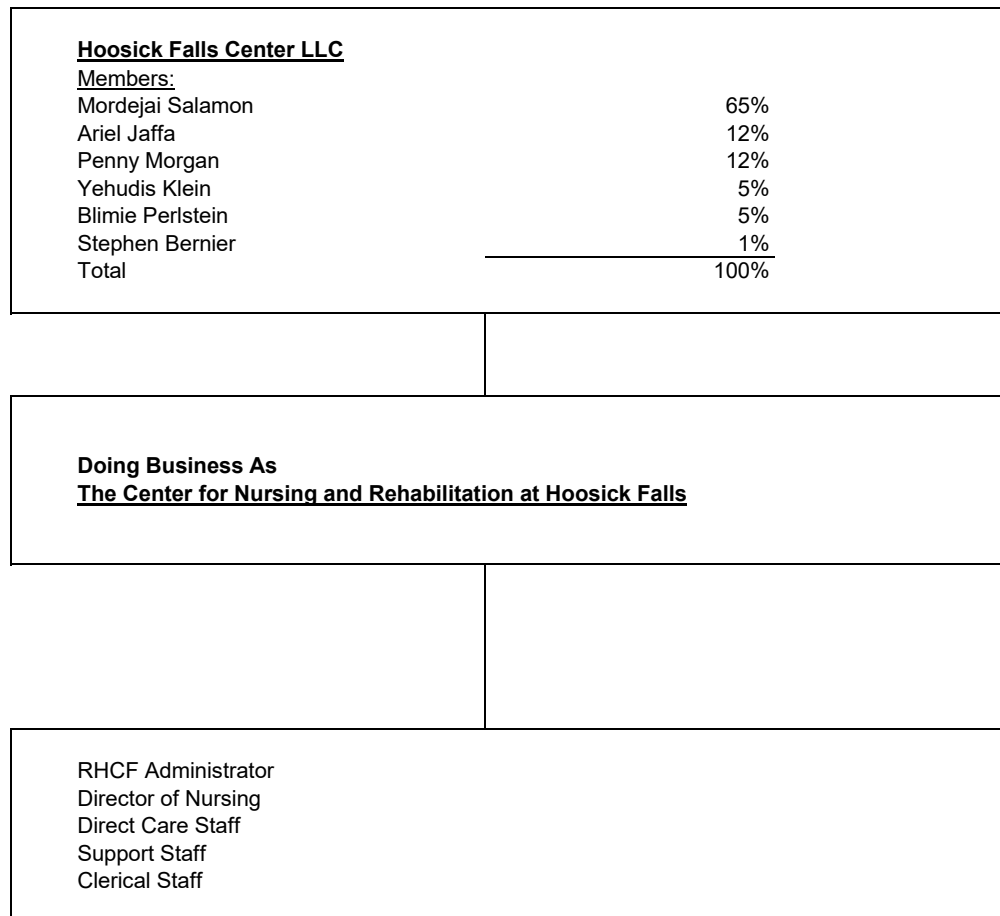 Hoosick Falls Center LLC
Members:
Mordejai Salamon 65%
Ariel Jaffa 12%
Penny Morgan 12%
Yehudis Klein 5%
Blimie Perlstein 5%
Stephen Bernier 1%
Total 100%
Doing Business As
The Center for Nursing and Rehabilitation at Hoosick Falls
RHCF Administrator
Director of Nursing
Direct Care Staff
Support Staff
Clerical Staff